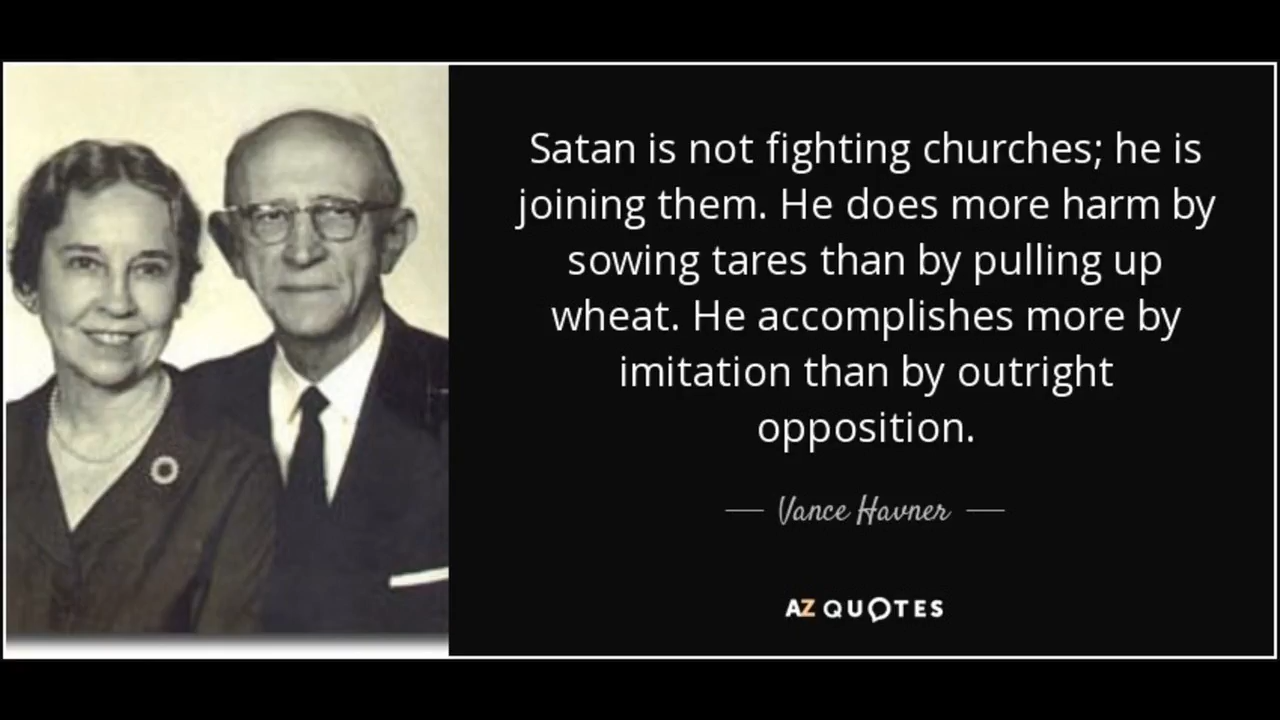 Satan is not fighting churches; he is
joining them. He does more harm by
sowing tares than by pulling up
wheat. He accomplishes more by
imitation than by outright
opposition.
Vance Havner
AZ QUOTES